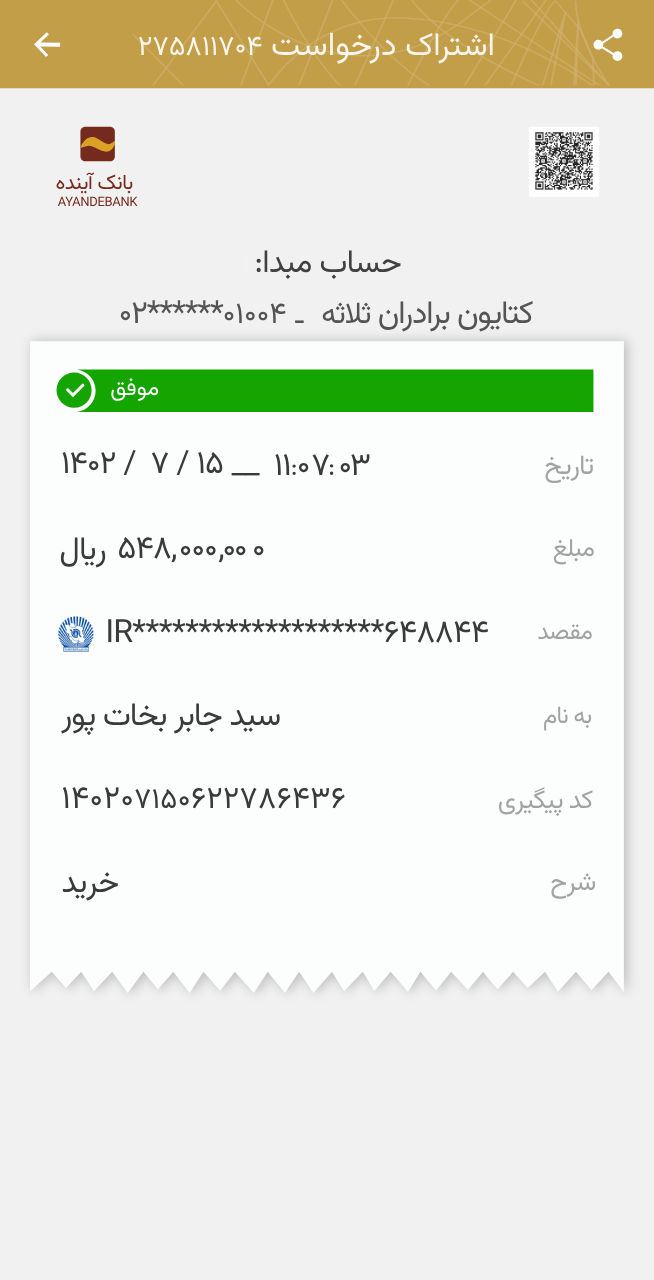 اشتراک درخواست ۲۷۵۸۱۱۷۰۴
بانک آینده
AYANDEBANK
حساب مبدا:
کتایون برادران ثلاثه - ۰۲******۰۱۰۰۴
موفق
تاریخ ۱۴۰۲ / ۷ / ۱۵ __ ۱۱:۰۷:۰۳
مبلغ ۵۴۸,۰۰۰,۰۰۰ ریال
مقصد IR*******************۶۴۸۸۴۴
به نام سید جابر بخات پور
کد پیگیری ۱۴۰۲۰۷۱۵۰۶۲۲۷۸۶۴۳۶
شرح خرید